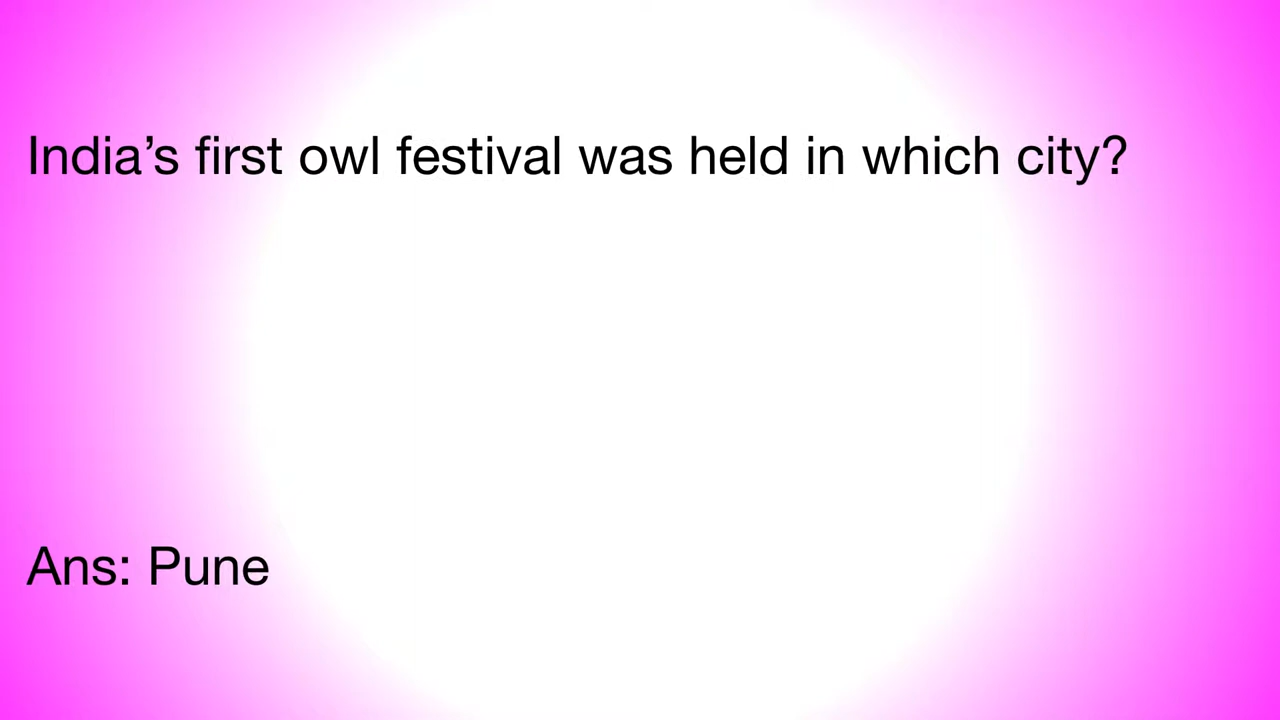 India’s first owl festival was held in which city?
Ans: Pune